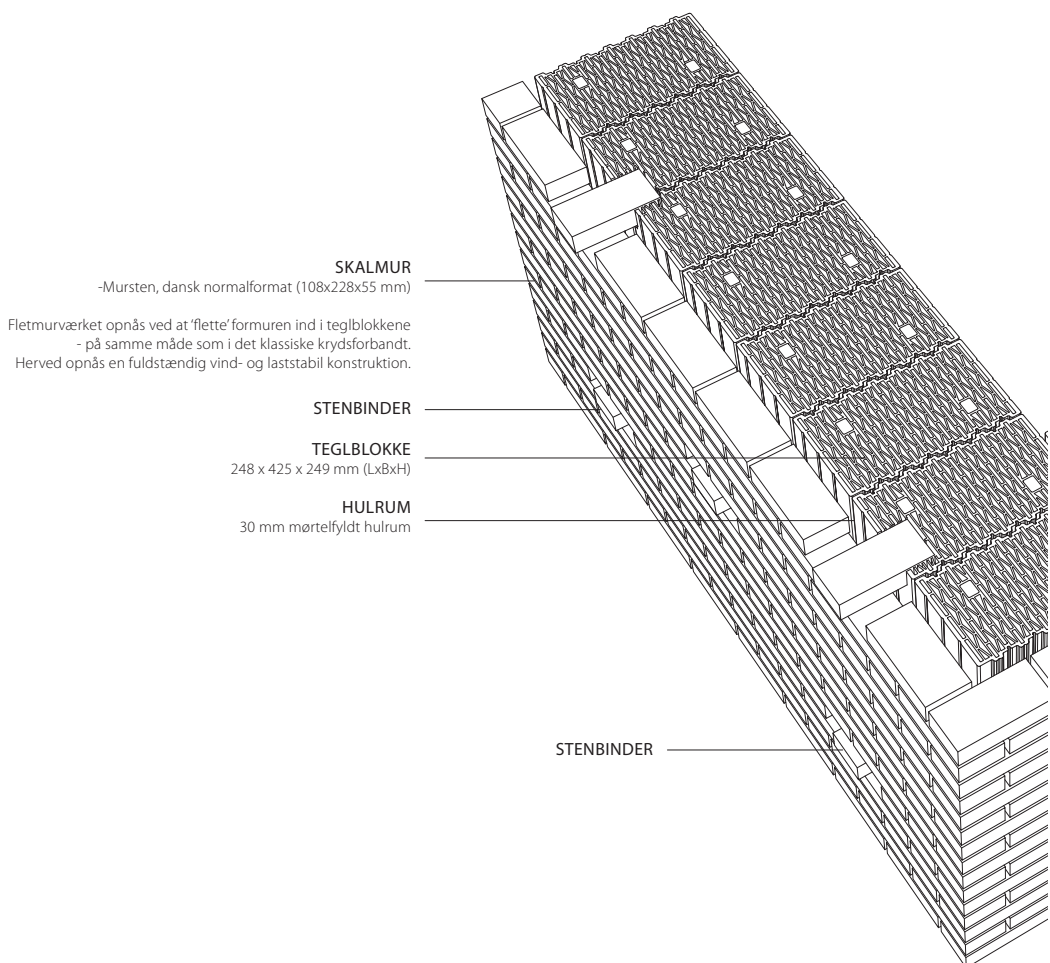 SKALMUR
-Mursten, dansk normalformat (108x228x55 mm)
Fletmurværket opnås ved at ‘flette’ formuren ind i teglblokkene
- på samme måde som i det klassiske krydsforbandt.
Herved opnås en fuldstændig vind- og laststabil konstruktion.
STENBINDER
TEGLBLOKKE
248 x 425 x 249 mm (LxBxH)
HULRUM
30 mm mørtelfyldt hulrum
STENBINDER